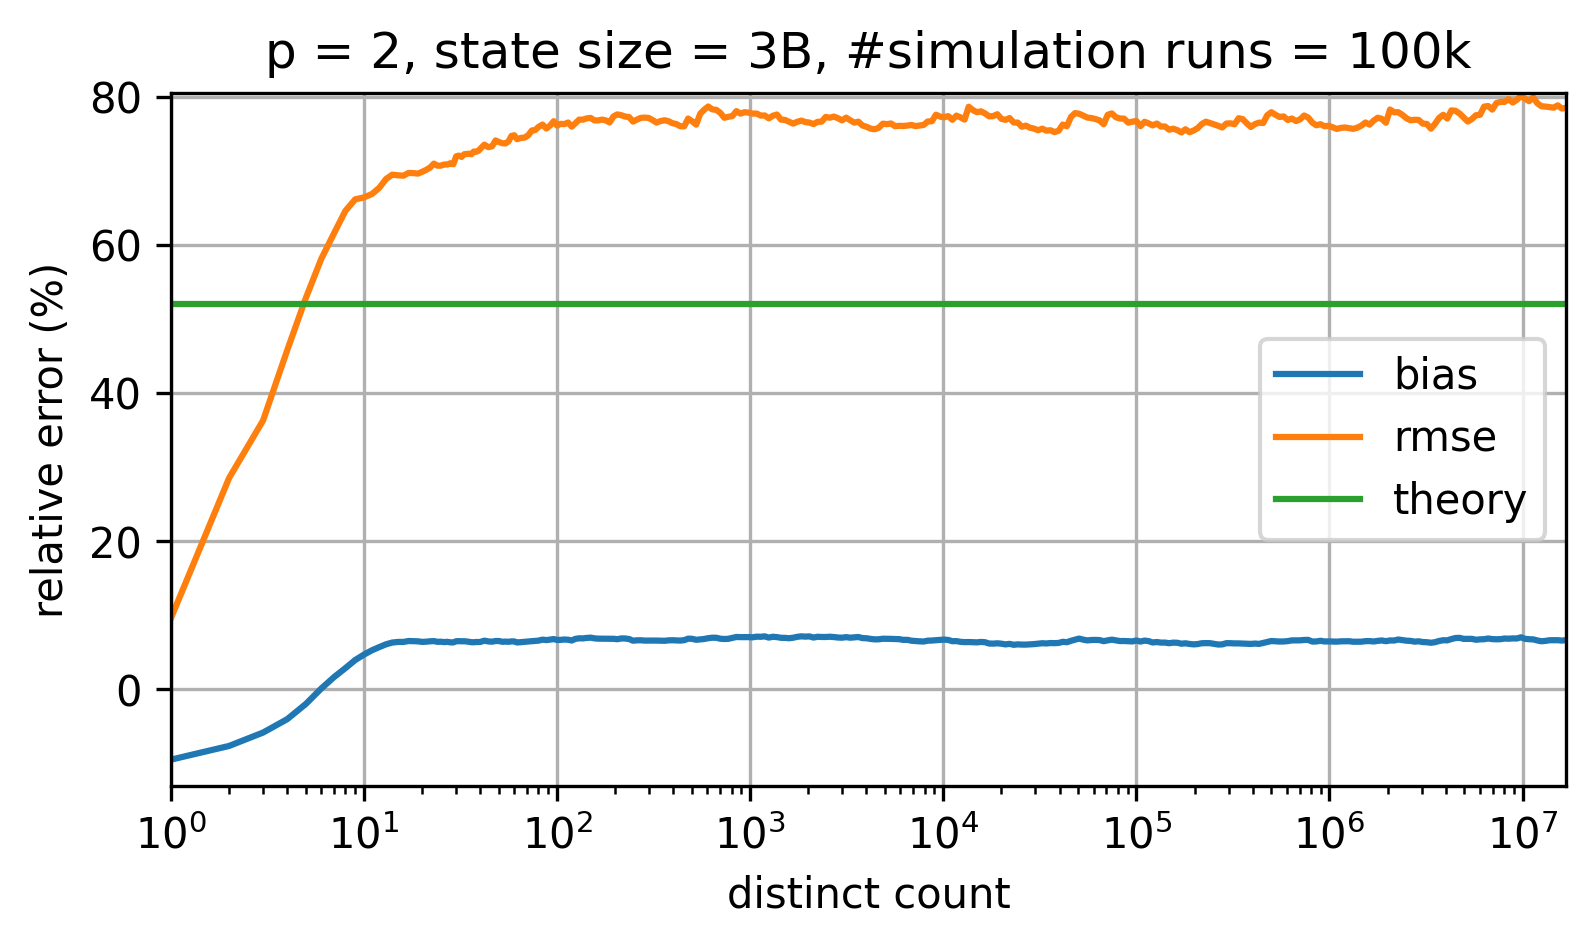 p = 2, state size = 3B, #simulation runs = 100k
relative error (%)
80
60
40
20
0
bias
rmse
theory
10⁰ 10¹ 10² 10³ 10⁴ 10⁵ 10⁶ 10⁷
distinct count